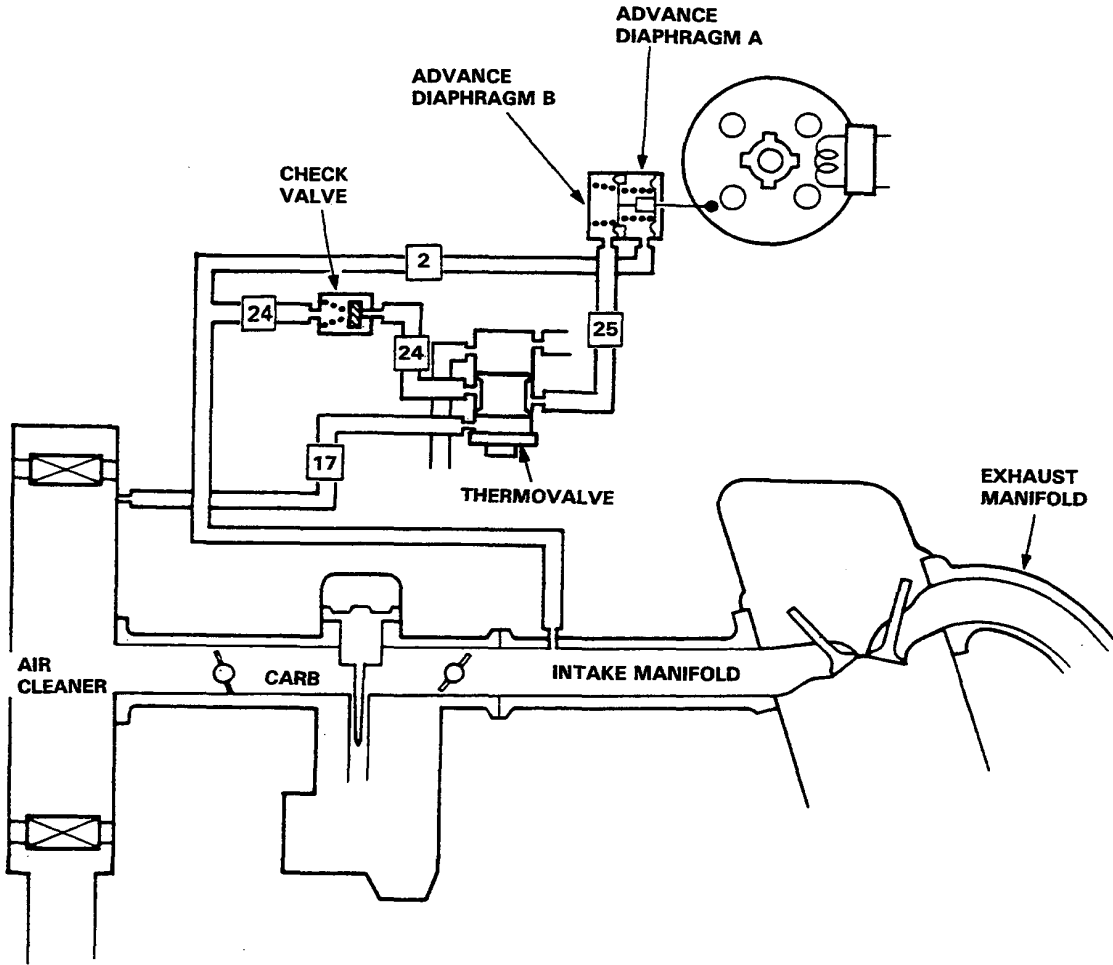 ADVANCE
DIAPHRAGM A
ADVANCE
DIAPHRAGM B
CHECK
VALVE
2
24
24
25
17
THERMOVALVE
EXHAUST
MANIFOLD
AIR
CLEANER
CARB
INTAKE MANIFOLD